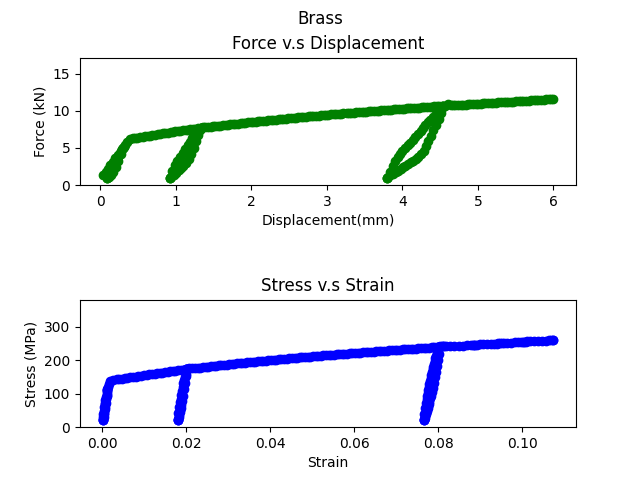 Brass
Force v.s Displacement
Force (kN)
15
10
5
0
0 1 2 3 4 5 6
Displacement(mm)
Stress v.s Strain
Stress (MPa)
300
200
100
0
0.00 0.02 0.04 0.06 0.08 0.10
Strain